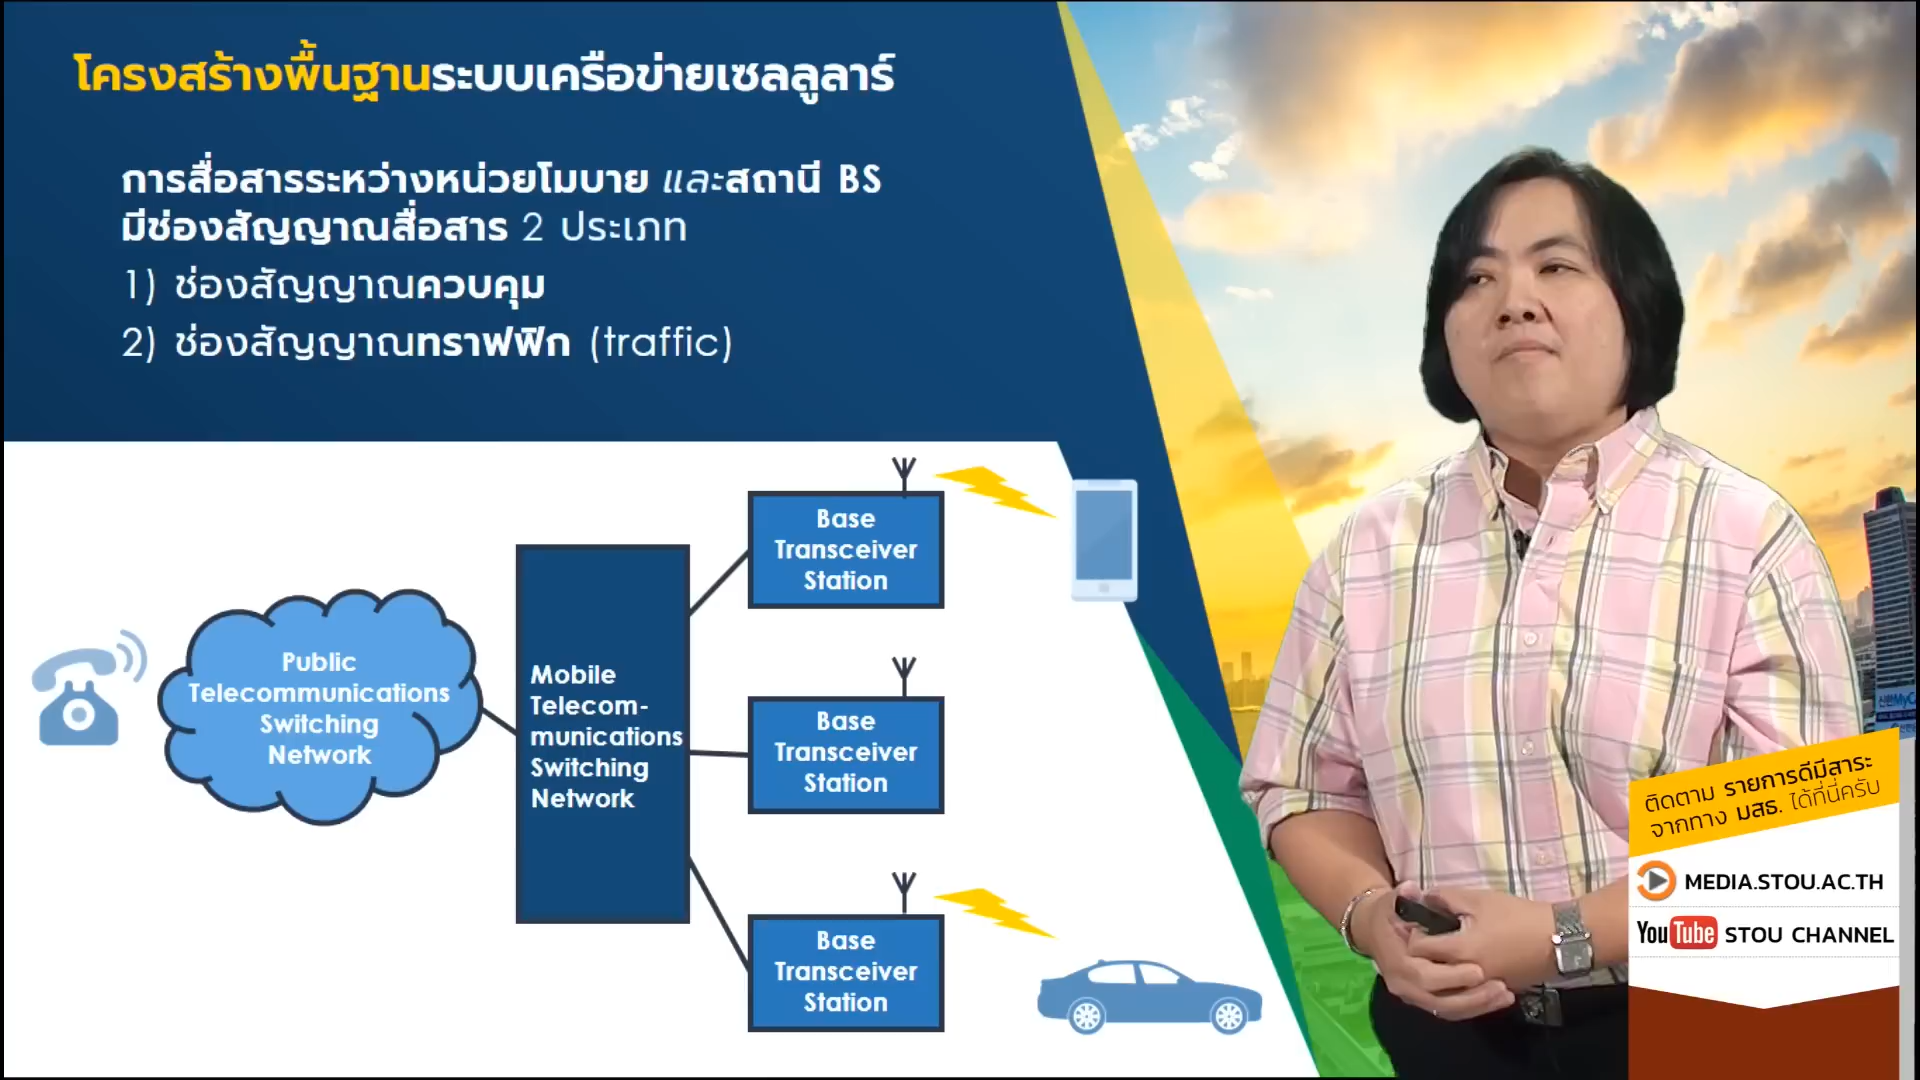 โครงสร้างพื้นฐานระบบเครือข่ายเซลลูลาร์
การสื่อสารระหว่างหน่วยโมบาย และสถานี BS
มีช่องสัญญาณสื่อสาร 2 ประเภท
1) ช่องสัญญาณควบคุม
2) ช่องสัญญาณทราฟฟิก (traffic)
Public
Telecommunications
Switching
Network
Mobile
Telecom-
munications
Switching
Network
Base
Transceiver
Station
Base
Transceiver
Station
Base
Transceiver
Station
ติดตาม รายการดีมีสาระ
จากทาง มสธ. ได้ที่นี่ครับ
MEDIA.STOU.AC.TH
YouTube STOU CHANNEL